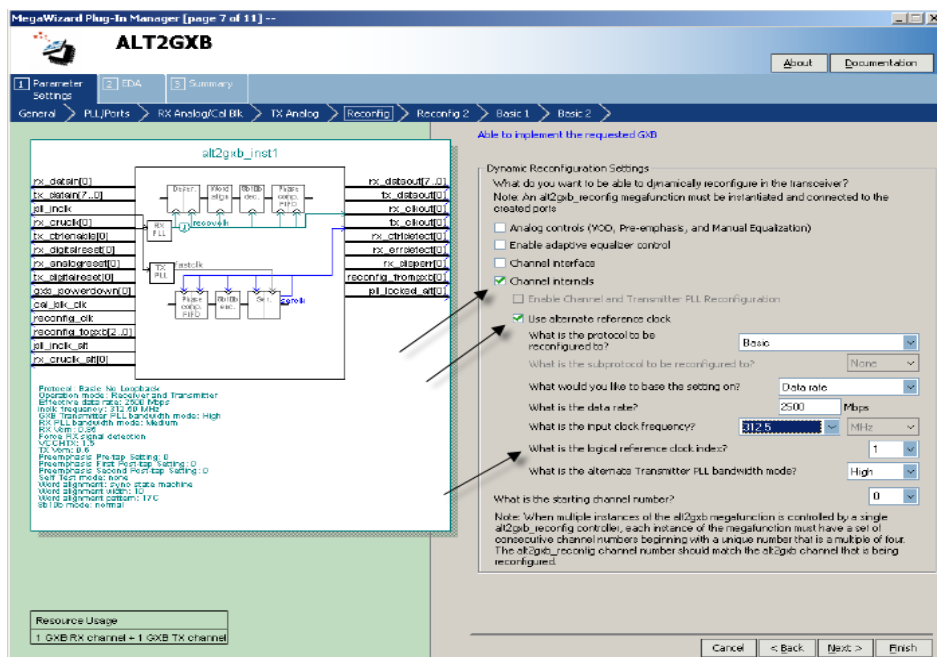 MegaWizard Plug-In Manager [page 7 of 11] --
ALT2GXB
About
Documentation
1 Parameter Settings
2 EDA
3 Summary
General
PLL/Ports
RX Analog/Cal Blk
TX Analog
Reconfig
Reconfig 2
Basic 1
Basic 2
alt2gxb_inst1
rx_datain[0]
tx_datain[7..0]
pll_inclk
rx_cruclk[0]
tx_ctrlenable[0]
rx_digitalreset[0]
rx_analogreset[0]
tx_digitalreset[0]
gxb_powerdown[0]
cal_blk_clk
reconfig_clk
reconfig_togxb[2..0]
pll_inclk_alt
rx_cruclk_alt[0]
Deser.
Word align
8b10b dec.
Phase comp. FIFO
RX PLL
recovclk
TX PLL
fastclk
Phase comp. FIFO
8b10b enc.
Ser.
rx_dataout[7..0]
tx_dataout[0]
rx_clkout[0]
tx_clkout[0]
rx_ctrldetect[0]
rx_errdetect[0]
rx_disperr[0]
reconfig_fromgxb[0]
pll_locked_alt[0]
Protocol: Basic No Loopback
Operation mode: Receiver and Transmitter
Effective data rate: 2500 Mbps
Inclk frequency: 312.50 MHz
GXB Transmitter PLL bandwidth mode: High
RX PLL bandwidth mode: Medium
RX Vcm: 0.85
Force RX signal detection
VCCHTX: 1.5
TX Vcm: 0.6
Preemphasis Pre-tap Setting: 0
Preemphasis First Post-tap Setting: 0
Preemphasis Second Post-tap Setting: 0
Self Test mode: none
Word alignment: sync state machine
Word alignment width: 10
Word alignment pattern: 17C
8b10b mode: normal
Resource Usage
1 GXB RX channel + 1 GXB TX channel
Able to implement the requested GXB
Dynamic Reconfiguration Settings
What do you want to be able to dynamically reconfigure in the transceiver?
Note: An alt2gxb_reconfig megafunction must be instantiated and connected to the
created ports
Analog controls (VOD, Pre-emphasis, and Manual Equalization)
Enable adaptive equalizer control
Channel interface
Channel internals
Enable Channel and Transmitter PLL Reconfiguration
Use alternate reference clock
What is the protocol to be reconfigured to? Basic
What is the subprotocol to be reconfigured to? None
What would you like to base the setting on? Data rate
What is the data rate? 2500 Mbps
What is the input clock frequency? 312.5 MHz
What is the logical reference clock index? 1
What is the alternate Transmitter PLL bandwidth mode? High
What is the starting channel number? 0
Note: When multiple instances of the alt2gxb megafunction is controlled by a single
alt2gxb_reconfig controller, each instance of the megafunction must have a set of
consecutive channel numbers beginning with a unique number that is a multiple of four.
The alt2gxb_reconfig channel number should match the alt2gxb channel that is being
reconfigured.
Cancel
< Back
Next >
Finish